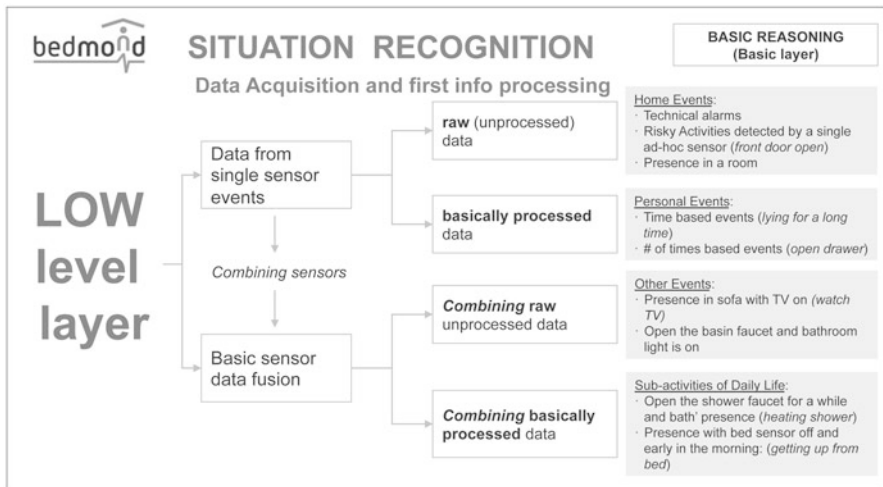 bedmond
SITUATION RECOGNITION
Data Acquisition and first info processing
BASIC REASONING
(Basic layer)
LOW
level
layer
Data from
single sensor
events
Combining sensors
Basic sensor
data fusion
raw (unprocessed)
data
basically processed
data
Combining raw
unprocessed data
Combining basically
processed data
Home Events:
· Technical alarms
· Risky Activities detected by a single
ad-hoc sensor (front door open)
· Presence in a room
Personal Events:
· Time based events (lying for a long
time)
· # of times based events (open drawer)
Other Events:
· Presence in sofa with TV on (watch
TV)
· Open the basin faucet and bathroom
light is on
Sub-activities of Daily Life:
· Open the shower faucet for a while
and bath' presence (heating shower)
· Presence with bed sensor off and
early in the morning: (getting up from
bed)